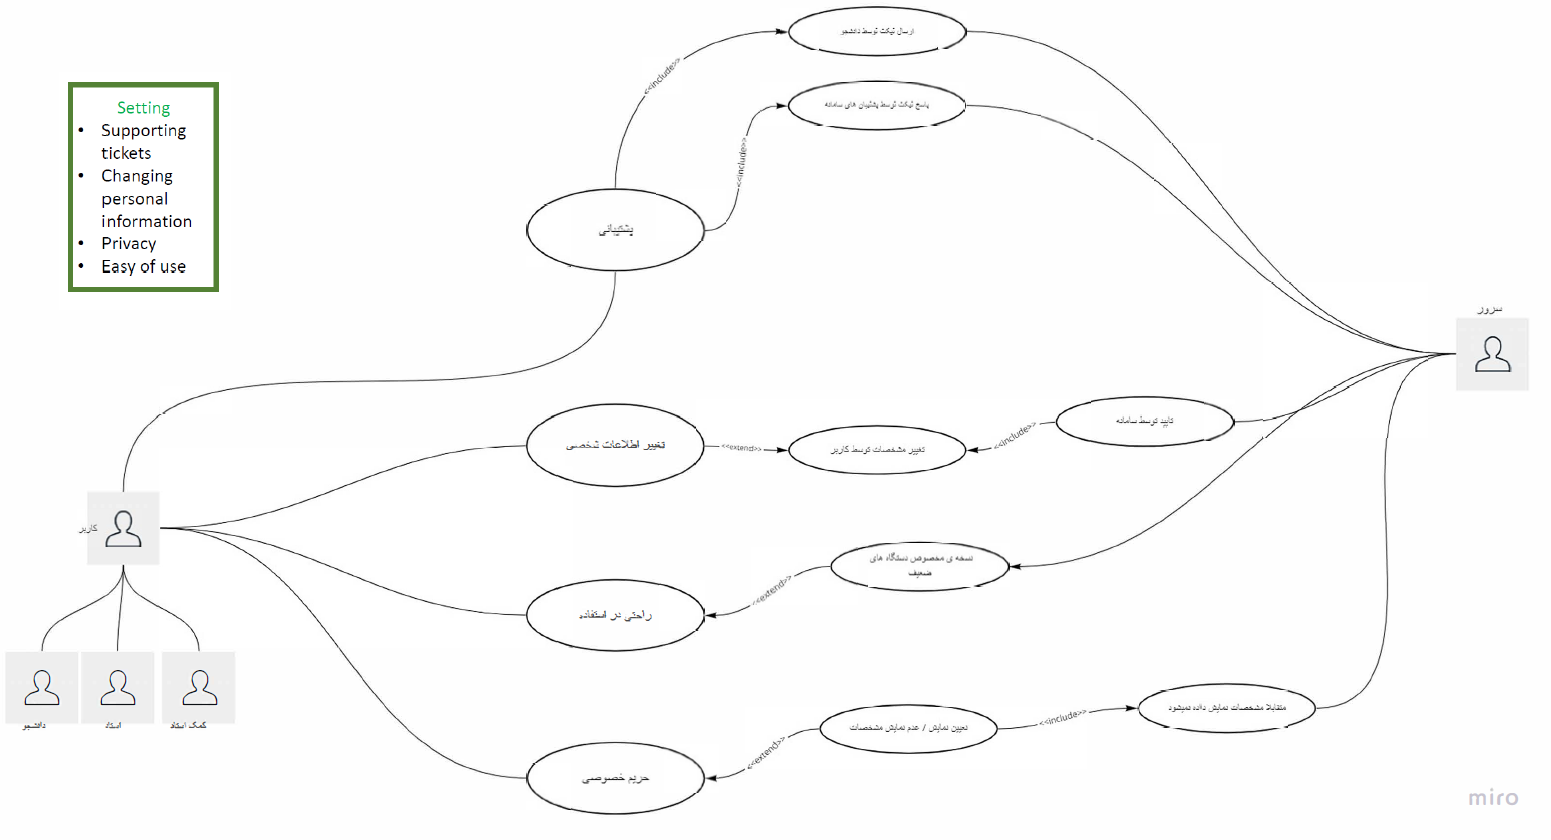 ارسال تیکت توسط دانشجو
<<include>>
Setting
• Supporting
tickets
• Changing
personal
information
• Privacy
• Easy of use
پاسخ تیکت توسط پشتیبان های سامانه
<<include>>
پشتیبانی
سرور
تغییر اطلاعات شخصی
<<extend>>
تغییر مشخصات توسط کاربر
<<include>>
تایید توسط سامانه
کاربر
نسخه ی مخصوص دستگاه های
ضعیف
<<extend>>
راحتی در استفاده
دانشجو
استاد
کمک استاد
متقابلا مشخصات نمایش داده نمیشود
<<include>>
تعیین نمایش / عدم نمایش مشخصات
<<extend>>
حریم خصوصی
miro